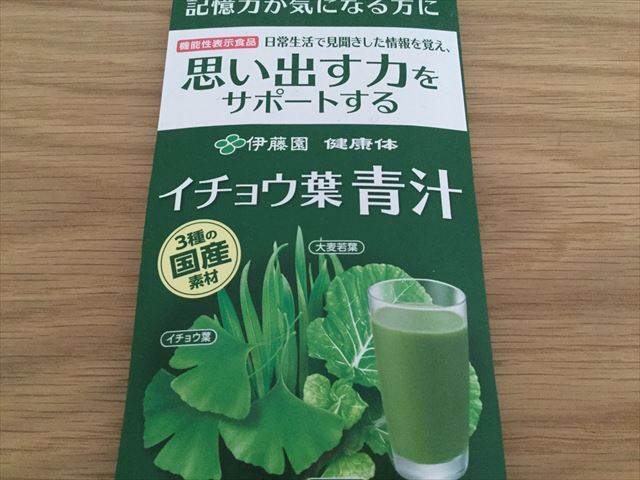 記憶力が気になる方に
機能性表示食品 日常生活で見聞きした情報を覚え、
思い出す力を
サポートする
伊藤園 健康体
イチョウ葉 青汁
3種の
国産
素材
大麦若葉
イチョウ葉